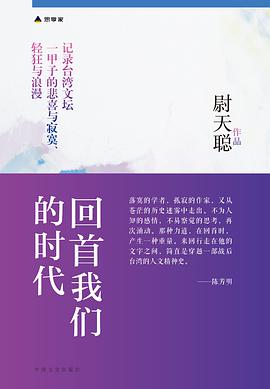 思享家
记录台湾文坛
一甲子的悲喜与寂寞、
轻狂与浪漫
尉天聪
作品
落寞的学者，孤寂的作家，又从
苍茫的历史迷雾中走出。不为人
知的感情，不易察觉的思考，再
次涌动。那种力道，在回首时，
产生一种重量，来回行走在他的
文字之间，简直是穿越一部战后
台湾的人文精神史。
——陈芳明
回首我们
的时代